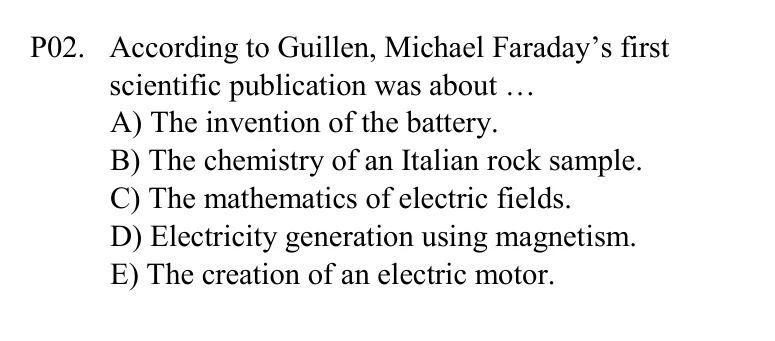 P02. According to Guillen, Michael Faraday’s first
scientific publication was about …
A) The invention of the battery.
B) The chemistry of an Italian rock sample.
C) The mathematics of electric fields.
D) Electricity generation using magnetism.
E) The creation of an electric motor.